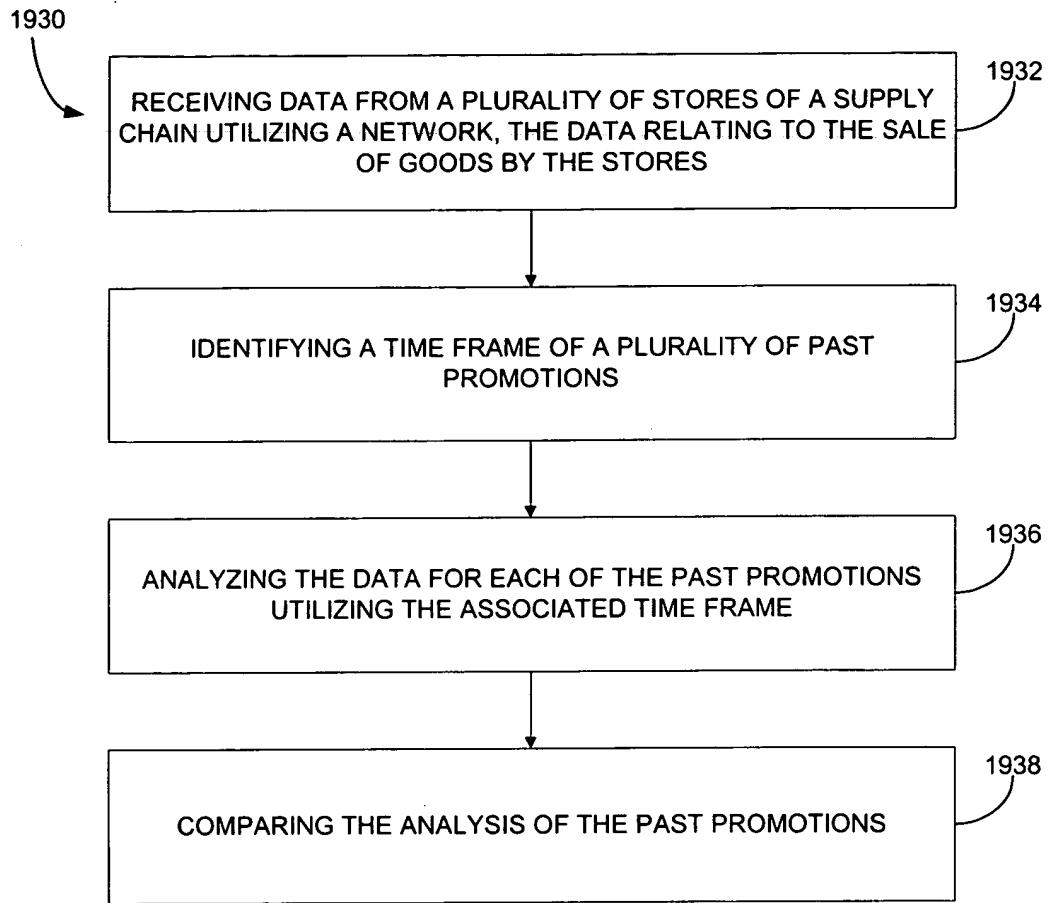 1930
1932
RECEIVING DATA FROM A PLURALITY OF STORES OF A SUPPLY
CHAIN UTILIZING A NETWORK, THE DATA RELATING TO THE SALE
OF GOODS BY THE STORES
1934
IDENTIFYING A TIME FRAME OF A PLURALITY OF PAST
PROMOTIONS
1936
ANALYZING THE DATA FOR EACH OF THE PAST PROMOTIONS
UTILIZING THE ASSOCIATED TIME FRAME
1938
COMPARING THE ANALYSIS OF THE PAST PROMOTIONS